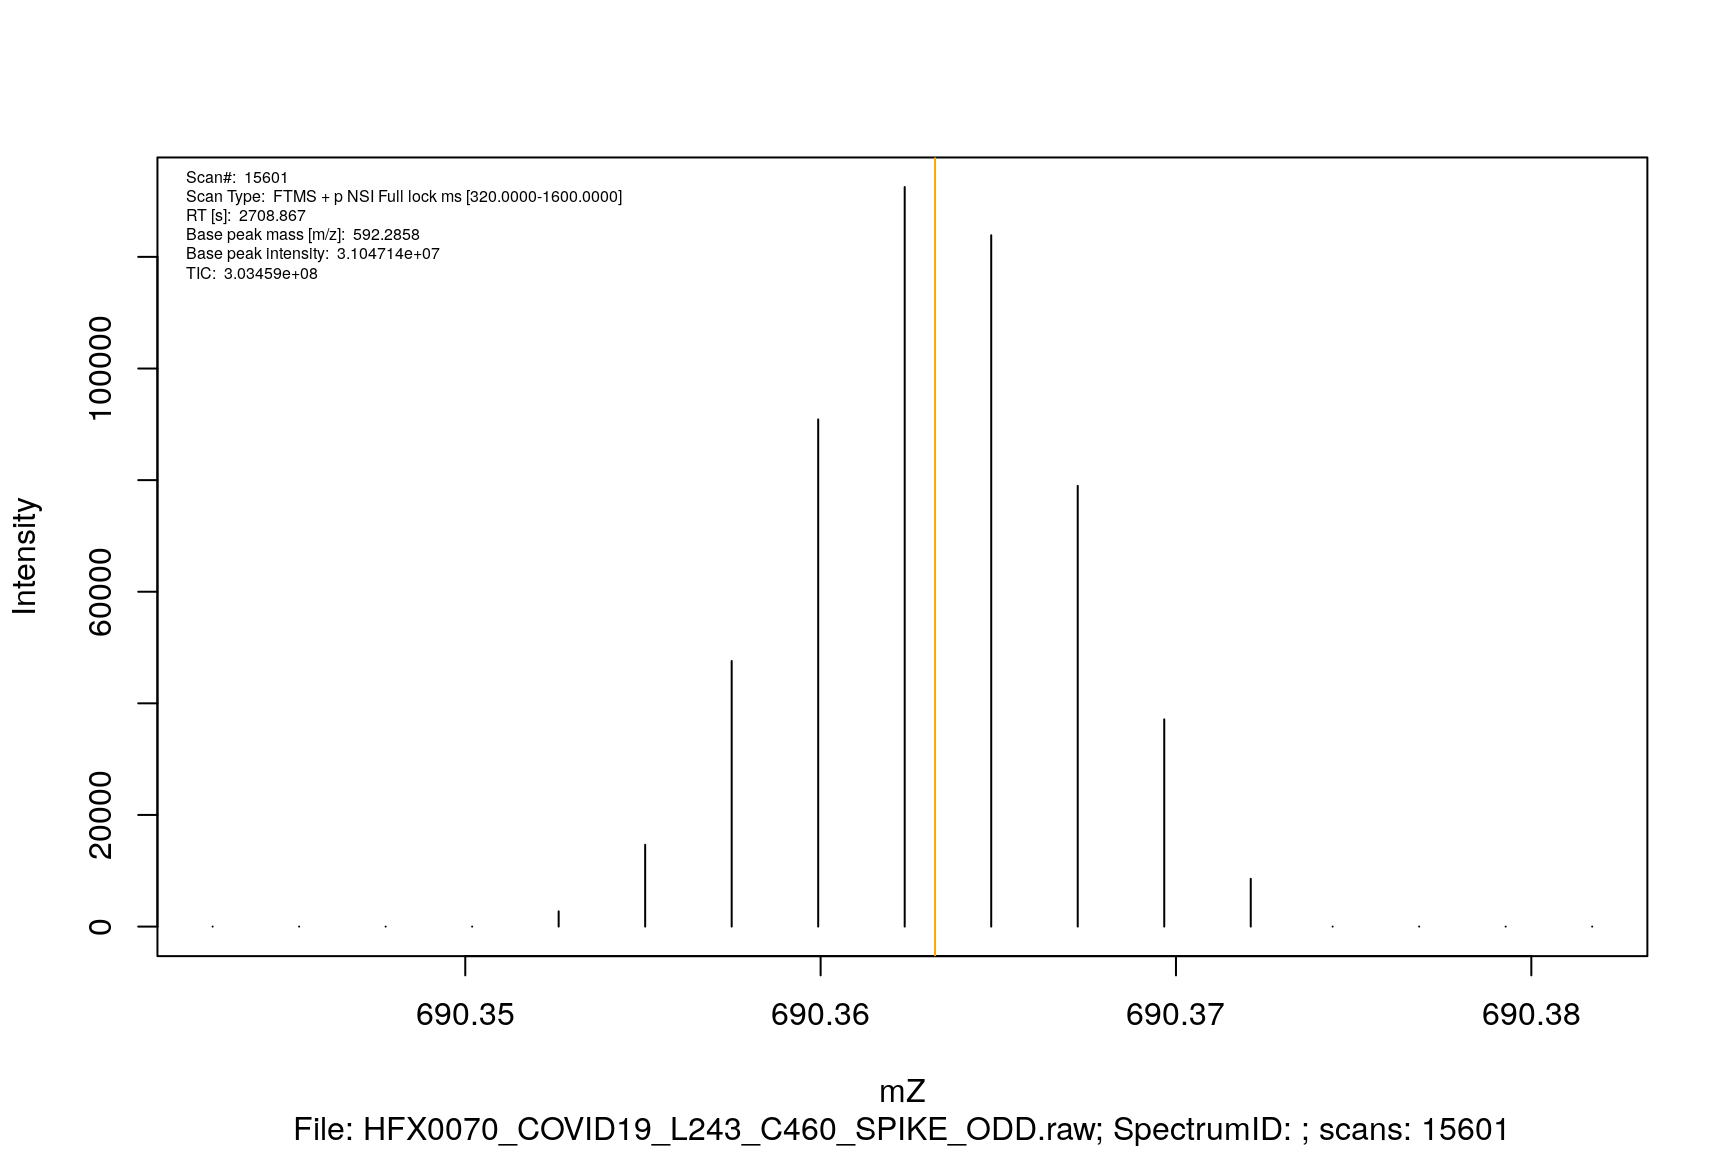 Scan#: 15601
Scan Type: FTMS + p NSI Full lock ms [320.0000-1600.0000]
RT [s]: 2708.867
Base peak mass [m/z]: 592.2858
Base peak intensity: 3.104714e+07
TIC: 3.03459e+08
Intensity
100000
60000
20000
0
690.35 690.36 690.37 690.38
mZ
File: HFX0070_COVID19_L243_C460_SPIKE_ODD.raw; SpectrumID: ; scans: 15601